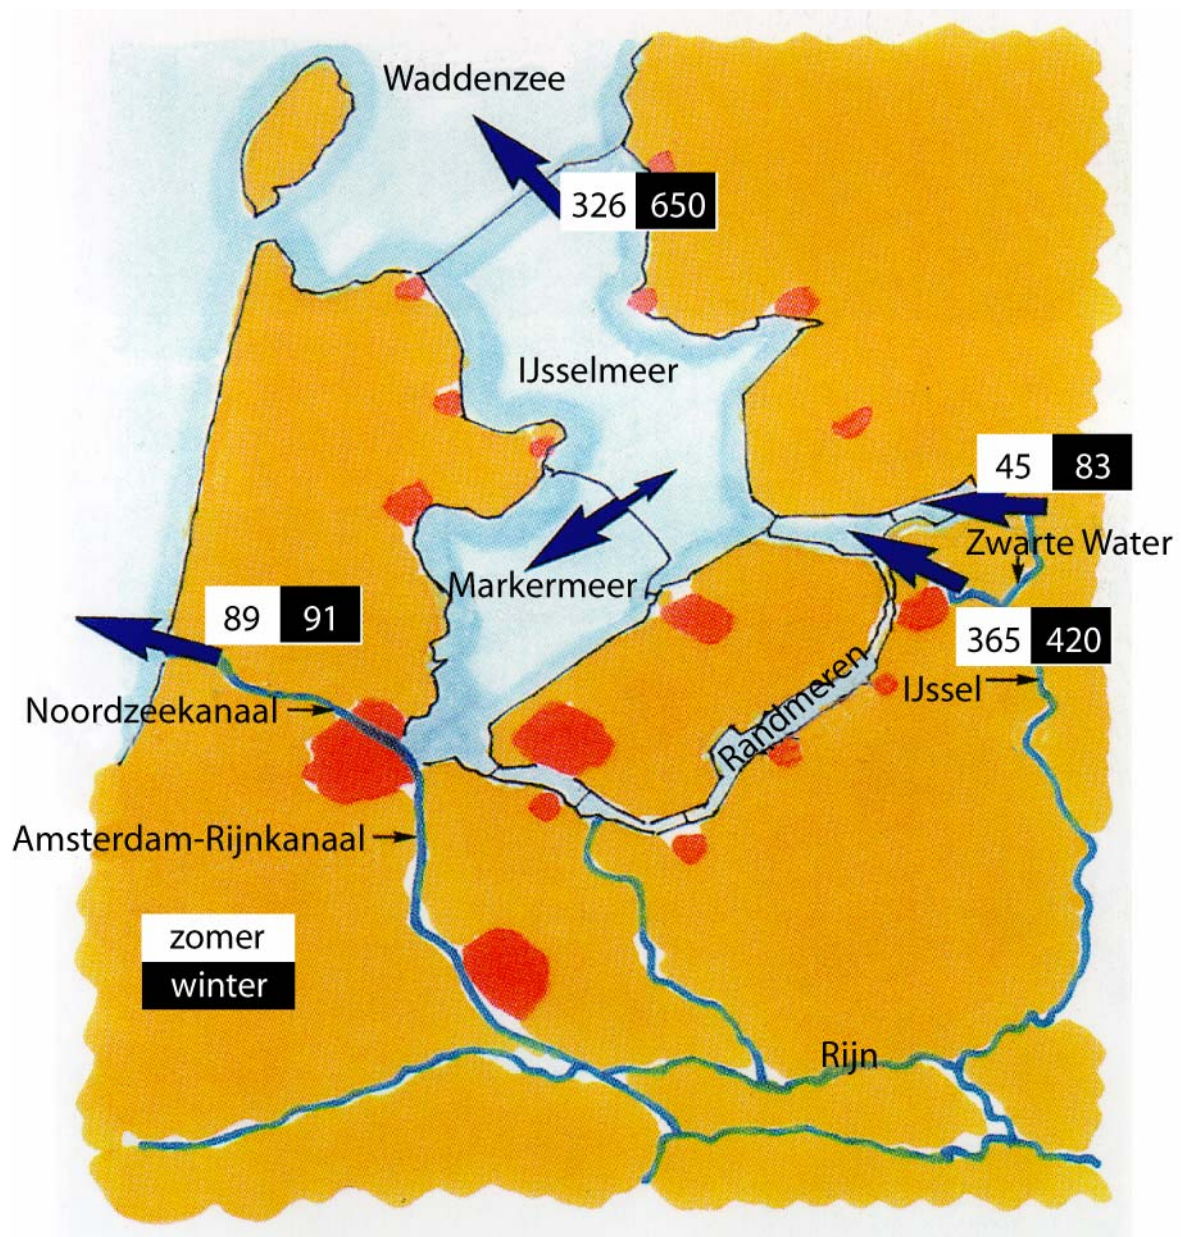 Waddenzee
326 650
IJsselmeer
45 83
Zwarte Water
Markermeer
89 91
365 420
Randmeren
IJssel
Noordzeekanaal
Amsterdam-Rijnkanaal
zomer
winter
Rijn